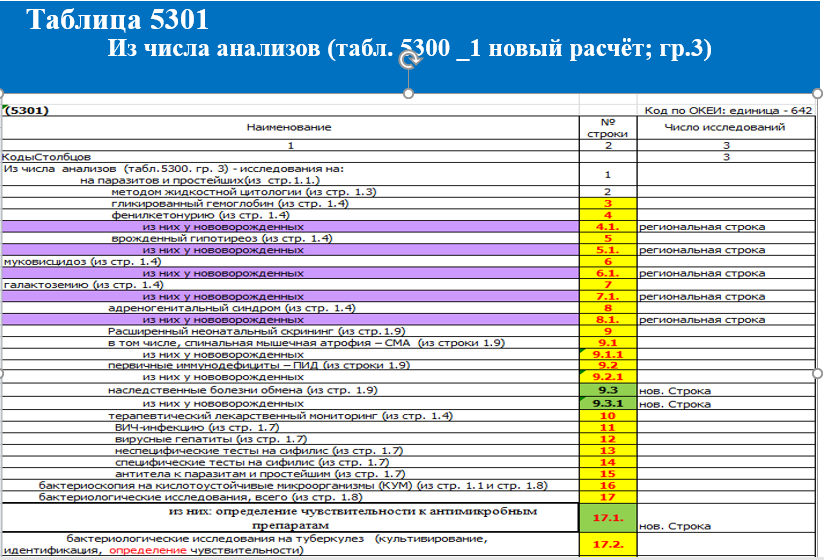 Таблица 5301
Из числа анализов (табл. 5300 _1 новый расчёт; гр.3)
(5301) Код по ОКЕИ: единица - 642
Наименование № строки Число исследований
1 2 3
КодыСтолбцов 3
Из числа анализов (табл.5300. гр. 3) - исследования на:
на паразитов и простейших(из стр.1.1.) 1
методом жидкостной цитологии (из стр. 1.3) 2
гликированный гемоглобин (из стр. 1.4) 3
фенилкетонурию (из стр. 1.4) 4
из них у новорожденных 4.1. региональная строка
врожденный гипотиреоз (из стр. 1.4) 5
из них у новорожденных 5.1. региональная строка
муковисцидоз (из стр. 1.4) 6
из них у новорожденных 6.1. региональная строка
галактоземию (из стр. 1.4) 7
из них у новорожденных 7.1. региональная строка
адреногенитальный синдром (из стр. 1.4) 8
из них у новорожденных 8.1. региональная строка
Расширенный неонатальный скрининг (из стр.1.9) 9
в том числе, спинальная мышечная атрофия – СМА (из строки 1.9) 9.1
из них у новорожденных 9.1.1
первичные иммунодефициты – ПИД (из строки 1.9) 9.2
из них у новорожденных 9.2.1
наследственные болезни обмена (из стр. 1.9) 9.3 нов. Строка
из них у новорожденных 9.3.1 нов. Строка
терапевтический лекарственный мониторинг (из стр. 1.4) 10
ВИЧ-инфекцию (из стр. 1.7) 11
вирусные гепатиты (из стр. 1.7) 12
неспецифические тесты на сифилис (из стр. 1.7) 13
специфические тесты на сифилис (из стр. 1.7) 14
антитела к паразитам и простейшим (из стр. 1.7) 15
бактериоскопия на кислотоустойчивые микроорганизмы (КУМ) (из стр. 1.1 и стр. 1.8) 16
бактериологические исследования, всего (из стр. 1.8) 17
из них: определение чувствительности к антимикробным
препаратам 17.1. нов. Строка
бактериологические исследования на туберкулез (культивирование,
идентификация, определение чувствительности) 17.2.